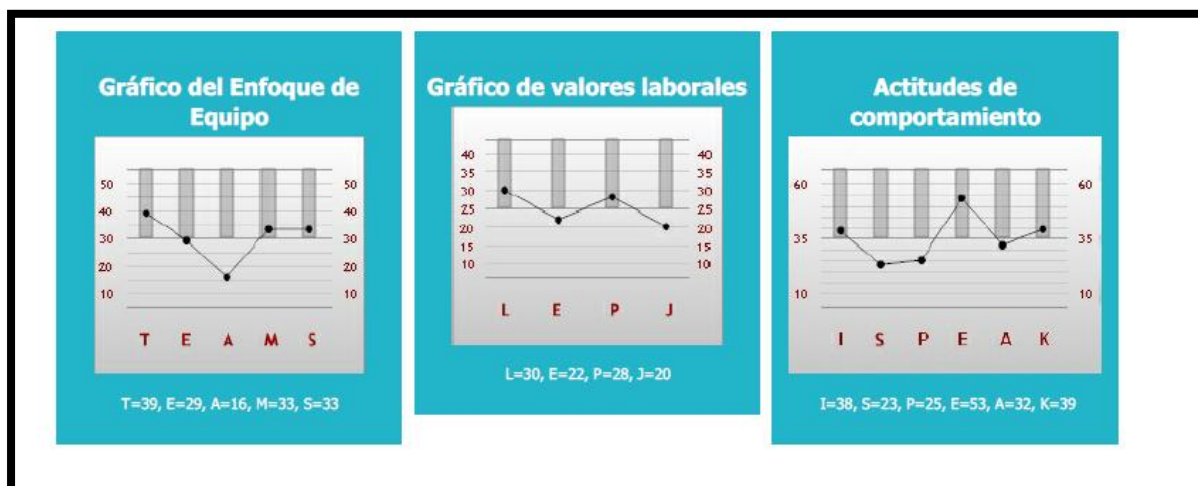 Gráfico del Enfoque de
Equipo
50 50
40 40
30 30
20 20
10 10
T E A M S
T=39, E=29, A=16, M=33, S=33
Gráfico de valores laborales
40 40
35 35
30 30
25 25
20 20
15 15
10 10
L E P J
L=30, E=22, P=28, J=20
Actitudes de
comportamiento
60 60
35 35
10 10
I S P E A K
I=38, S=23, P=25, E=53, A=32, K=39